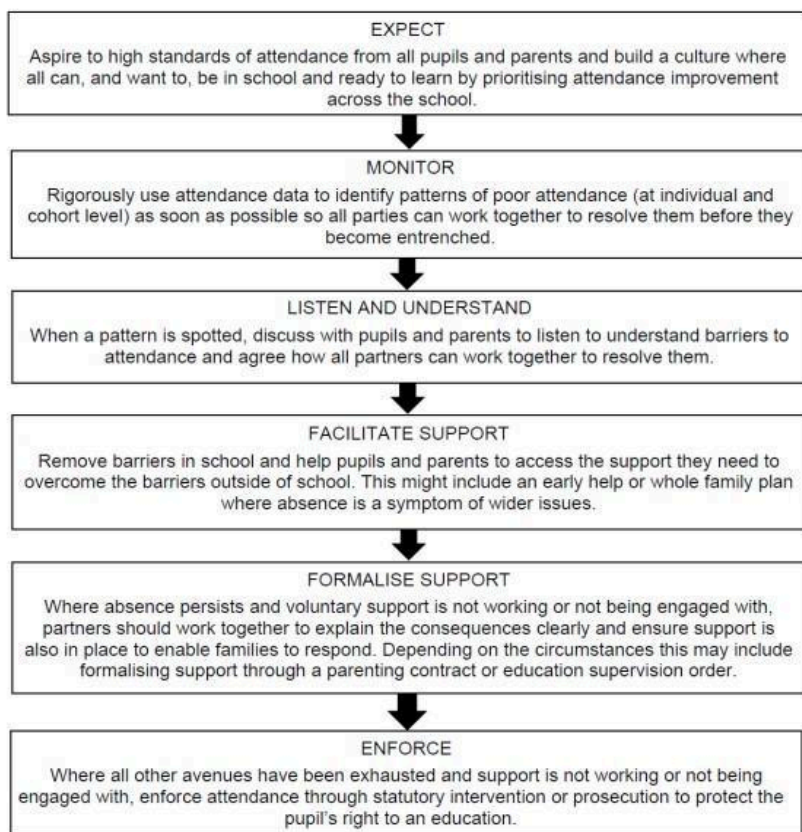 EXPECT
Aspire to high standards of attendance from all pupils and parents and build a culture where
all can, and want to, be in school and ready to learn by prioritising attendance improvement
across the school.
MONITOR
Rigorously use attendance data to identify patterns of poor attendance (at individual and
cohort level) as soon as possible so all parties can work together to resolve them before they
become entrenched.
LISTEN AND UNDERSTAND
When a pattern is spotted, discuss with pupils and parents to listen to understand barriers to
attendance and agree how all partners can work together to resolve them.
FACILITATE SUPPORT
Remove barriers in school and help pupils and parents to access the support they need to
overcome the barriers outside of school. This might include an early help or whole family plan
where absence is a symptom of wider issues.
FORMALISE SUPPORT
Where absence persists and voluntary support is not working or not being engaged with,
partners should work together to explain the consequences clearly and ensure support is
also in place to enable families to respond. Depending on the circumstances this may include
formalising support through a parenting contract or education supervision order.
ENFORCE
Where all other avenues have been exhausted and support is not working or not being
engaged with, enforce attendance through statutory intervention or prosecution to protect the
pupil's right to an education.